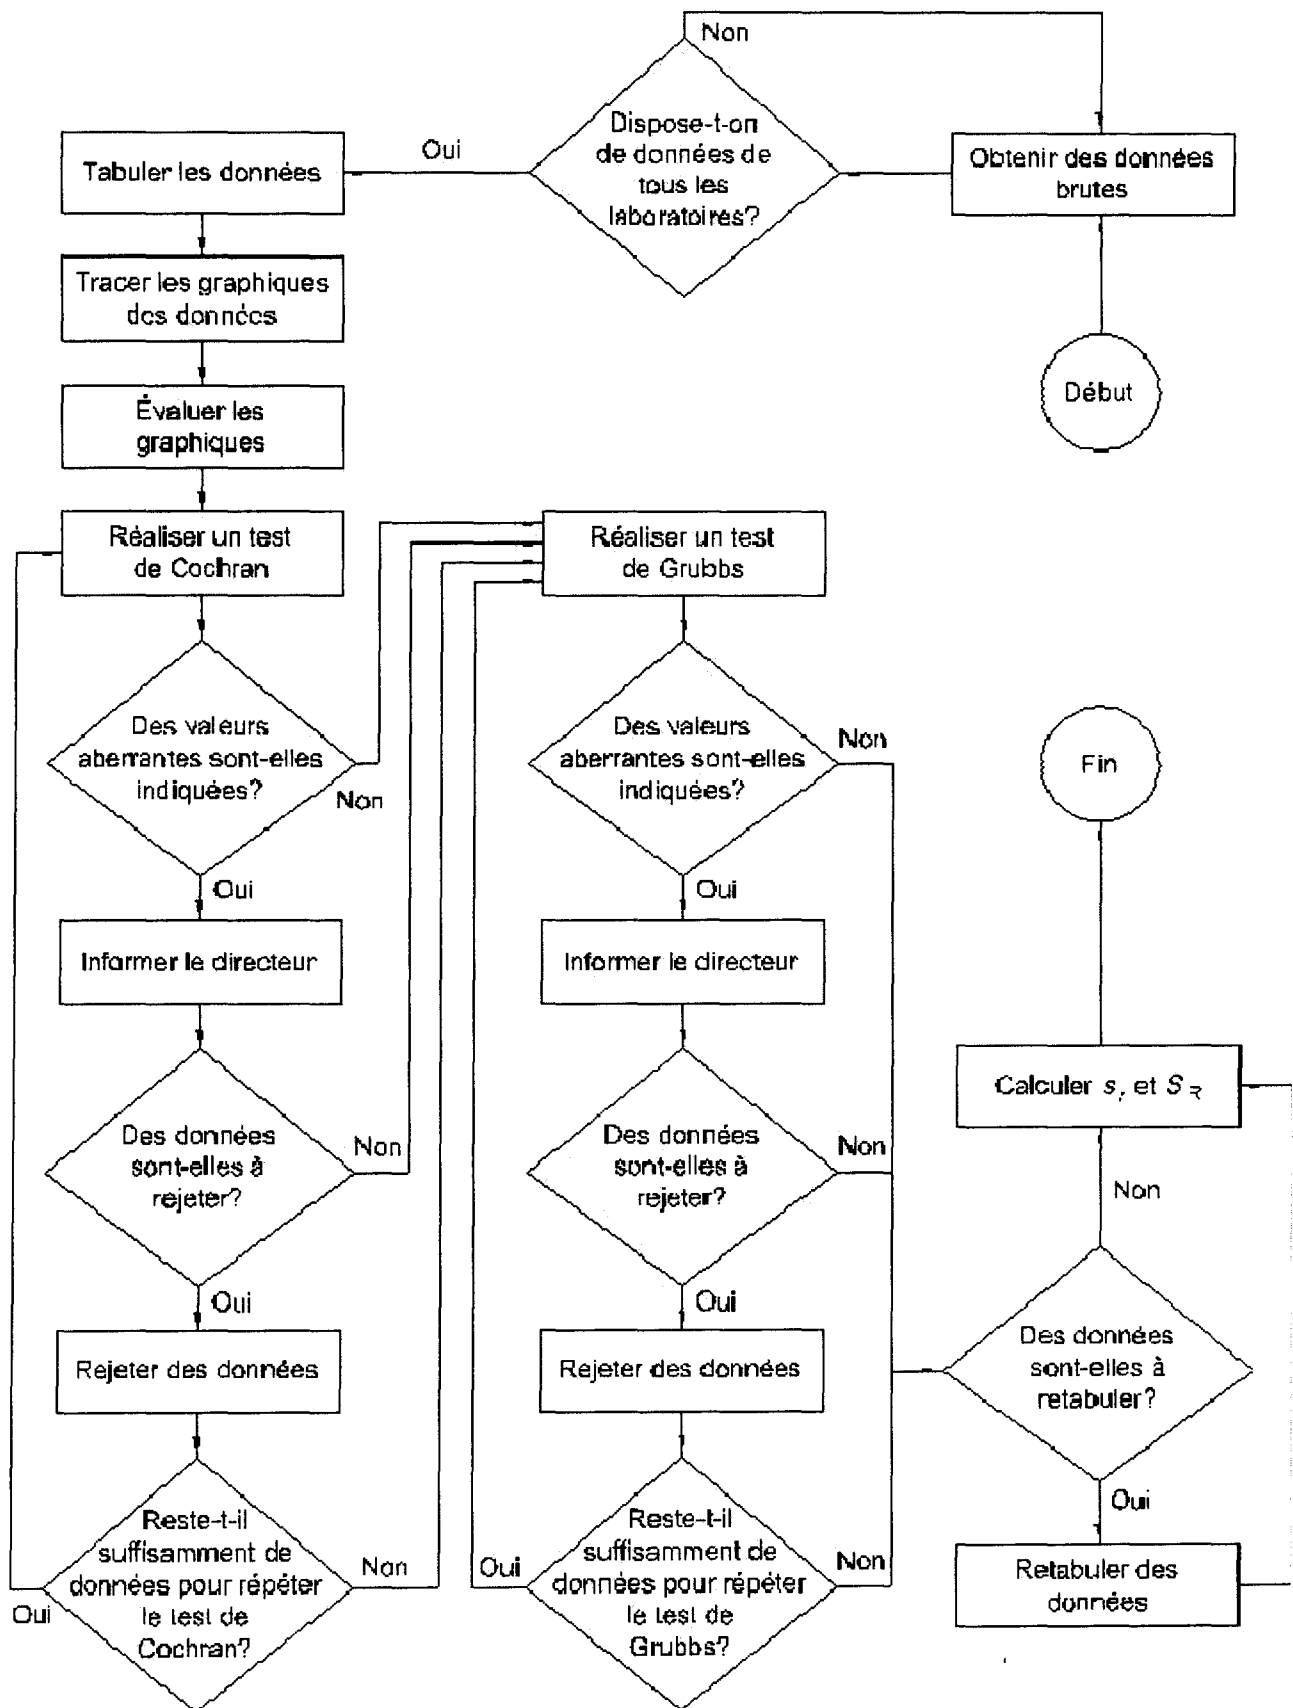 Non
Dispose-t-on
de données de
tous les
laboratoires?
Oui
Tabuler les données
Obtenir des données
brutes
Tracer les graphiques
des données
Début
Évaluer les
graphiques
Réaliser un test
de Cochran
Réaliser un test
de Grubbs
Des valeurs
aberrantes sont-elles
indiquées?
Non
Des valeurs
aberrantes sont-elles
indiquées?
Non
Fin
Oui
Oui
Informer le directeur
Informer le directeur
Calculer s, et S R
Des données
sont-elles à
rejeter?
Non
Des données
sont-elles à
rejeter?
Non
Non
Oui
Oui
Des données
sont-elles à
retabuler?
Rejeter des données
Rejeter des données
Oui
Reste-t-il
suffisamment de
données pour répéter
le test de
Cochran?
Oui
Non
Reste-t-il
suffisamment de
données pour répéter
le test de
Grubbs?
Oui
Non
Retabuler des
données